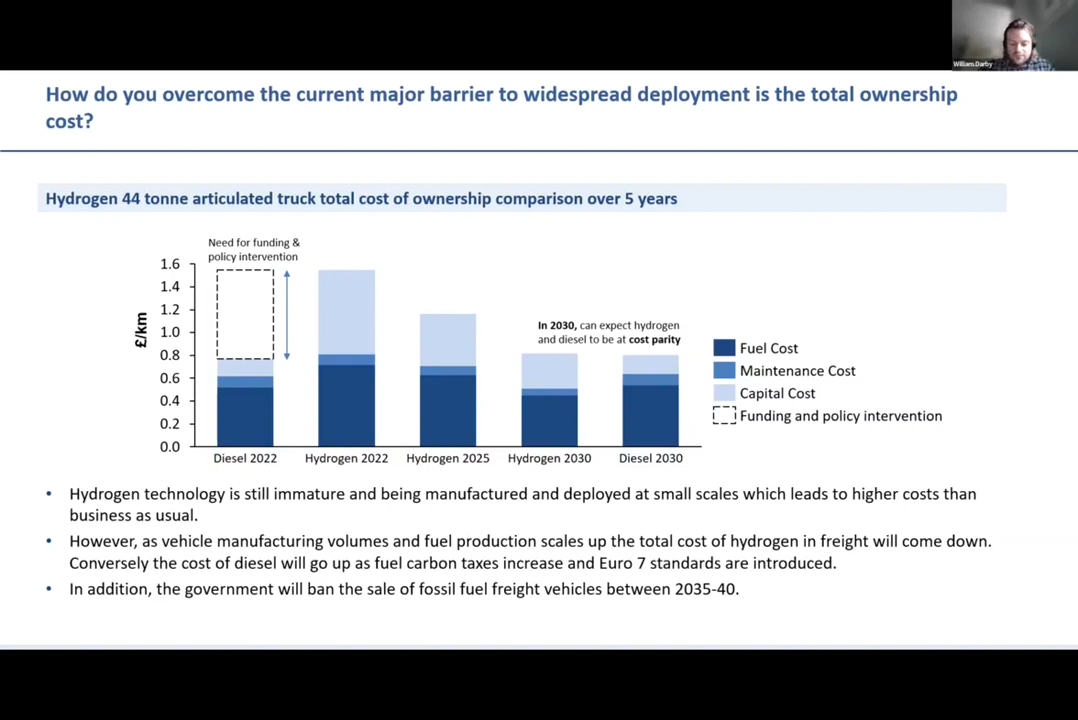 William Darby
How do you overcome the current major barrier to widespread deployment is the total ownership
cost?
Hydrogen 44 tonne articulated truck total cost of ownership comparison over 5 years
Need for funding &
policy intervention
1.6
1.4
1.2
1.0
0.8
0.6
0.4
0.2
0.0
£/km
In 2030, can expect hydrogen
and diesel to be at cost parity
Diesel 2022
Hydrogen 2022
Hydrogen 2025
Hydrogen 2030
Diesel 2030
Fuel Cost
Maintenance Cost
Capital Cost
Funding and policy intervention
• Hydrogen technology is still immature and being manufactured and deployed at small scales which leads to higher costs than
business as usual.
• However, as vehicle manufacturing volumes and fuel production scales up the total cost of hydrogen in freight will come down.
Conversely the cost of diesel will go up as fuel carbon taxes increase and Euro 7 standards are introduced.
• In addition, the government will ban the sale of fossil fuel freight vehicles between 2035-40.